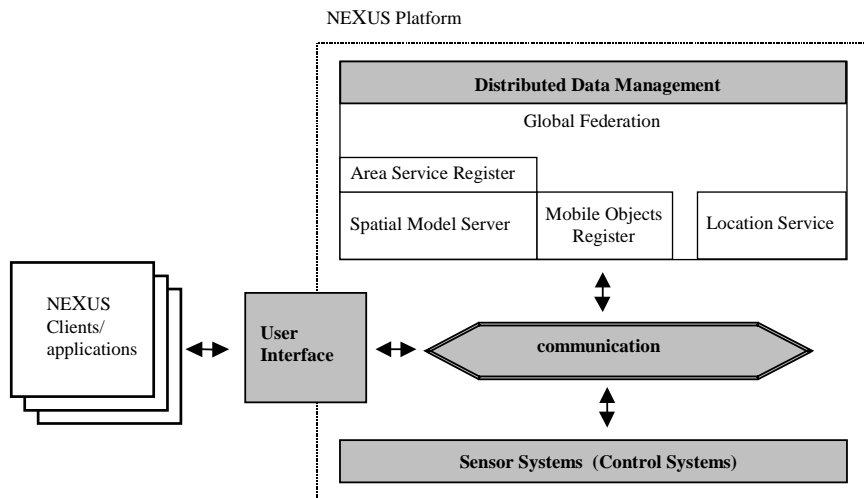 NEXUS Platform
Distributed Data Management
Global Federation
Area Service Register
Spatial Model Server
Mobile Objects
Register
Location Service
NEXUS
Clients/
applications
User
Interface
communication
Sensor Systems (Control Systems)